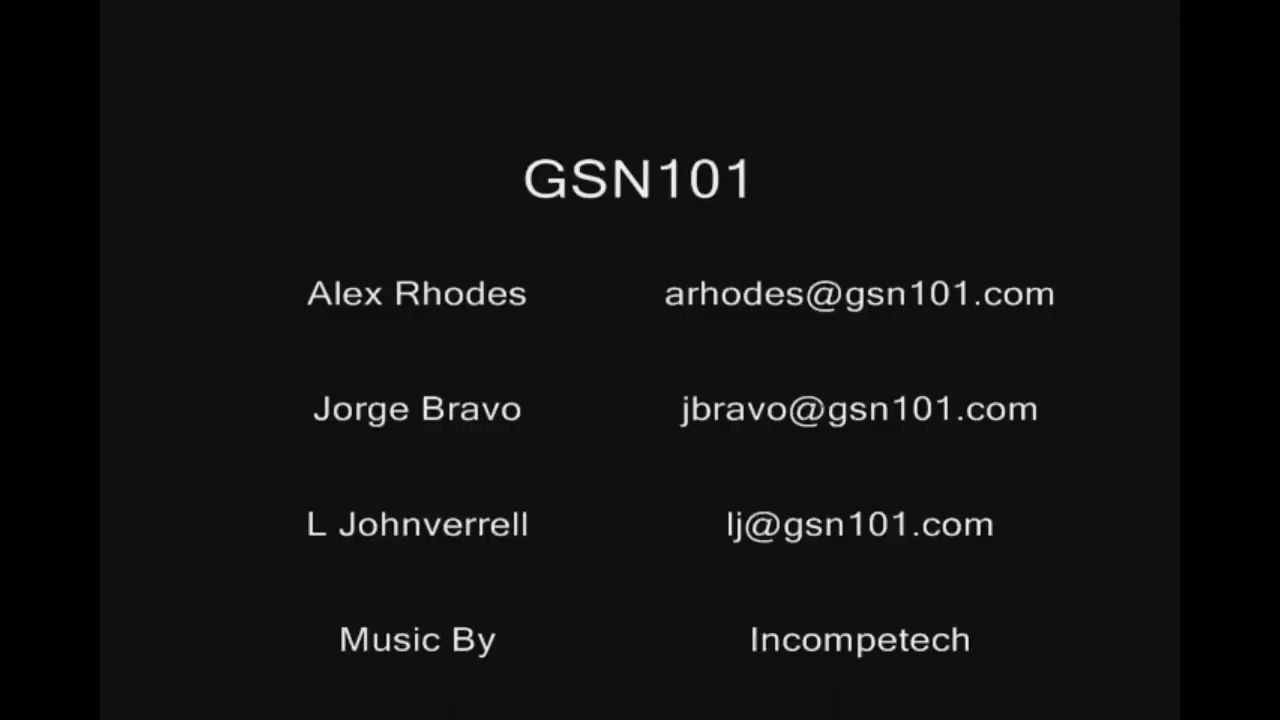 GSN101
Alex Rhodes arhodes@gsn101.com
Jorge Bravo jbravo@gsn101.com
L Johnverrell lj@gsn101.com
Music By Incompetech